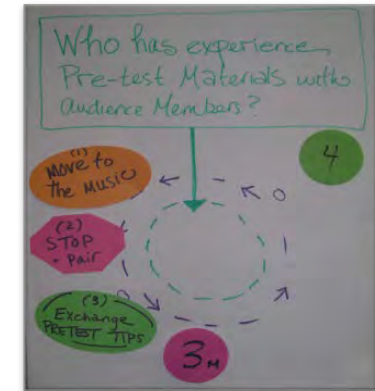 Who has experience
Pre-test Materials with
audience Members?
(1)
Move to
the Music
4
(2)
STOP
+ pair
(3)
Exchange
PRETEST TIPS
3M